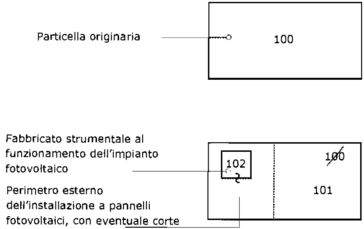 Particella originaria
100
Fabbricato strumentale al
funzionamento dell'impianto
fotovoltaico
102
100
101
Perimetro esterno
dell'installazione a pannelli
fotovoltaici, con eventuale corte